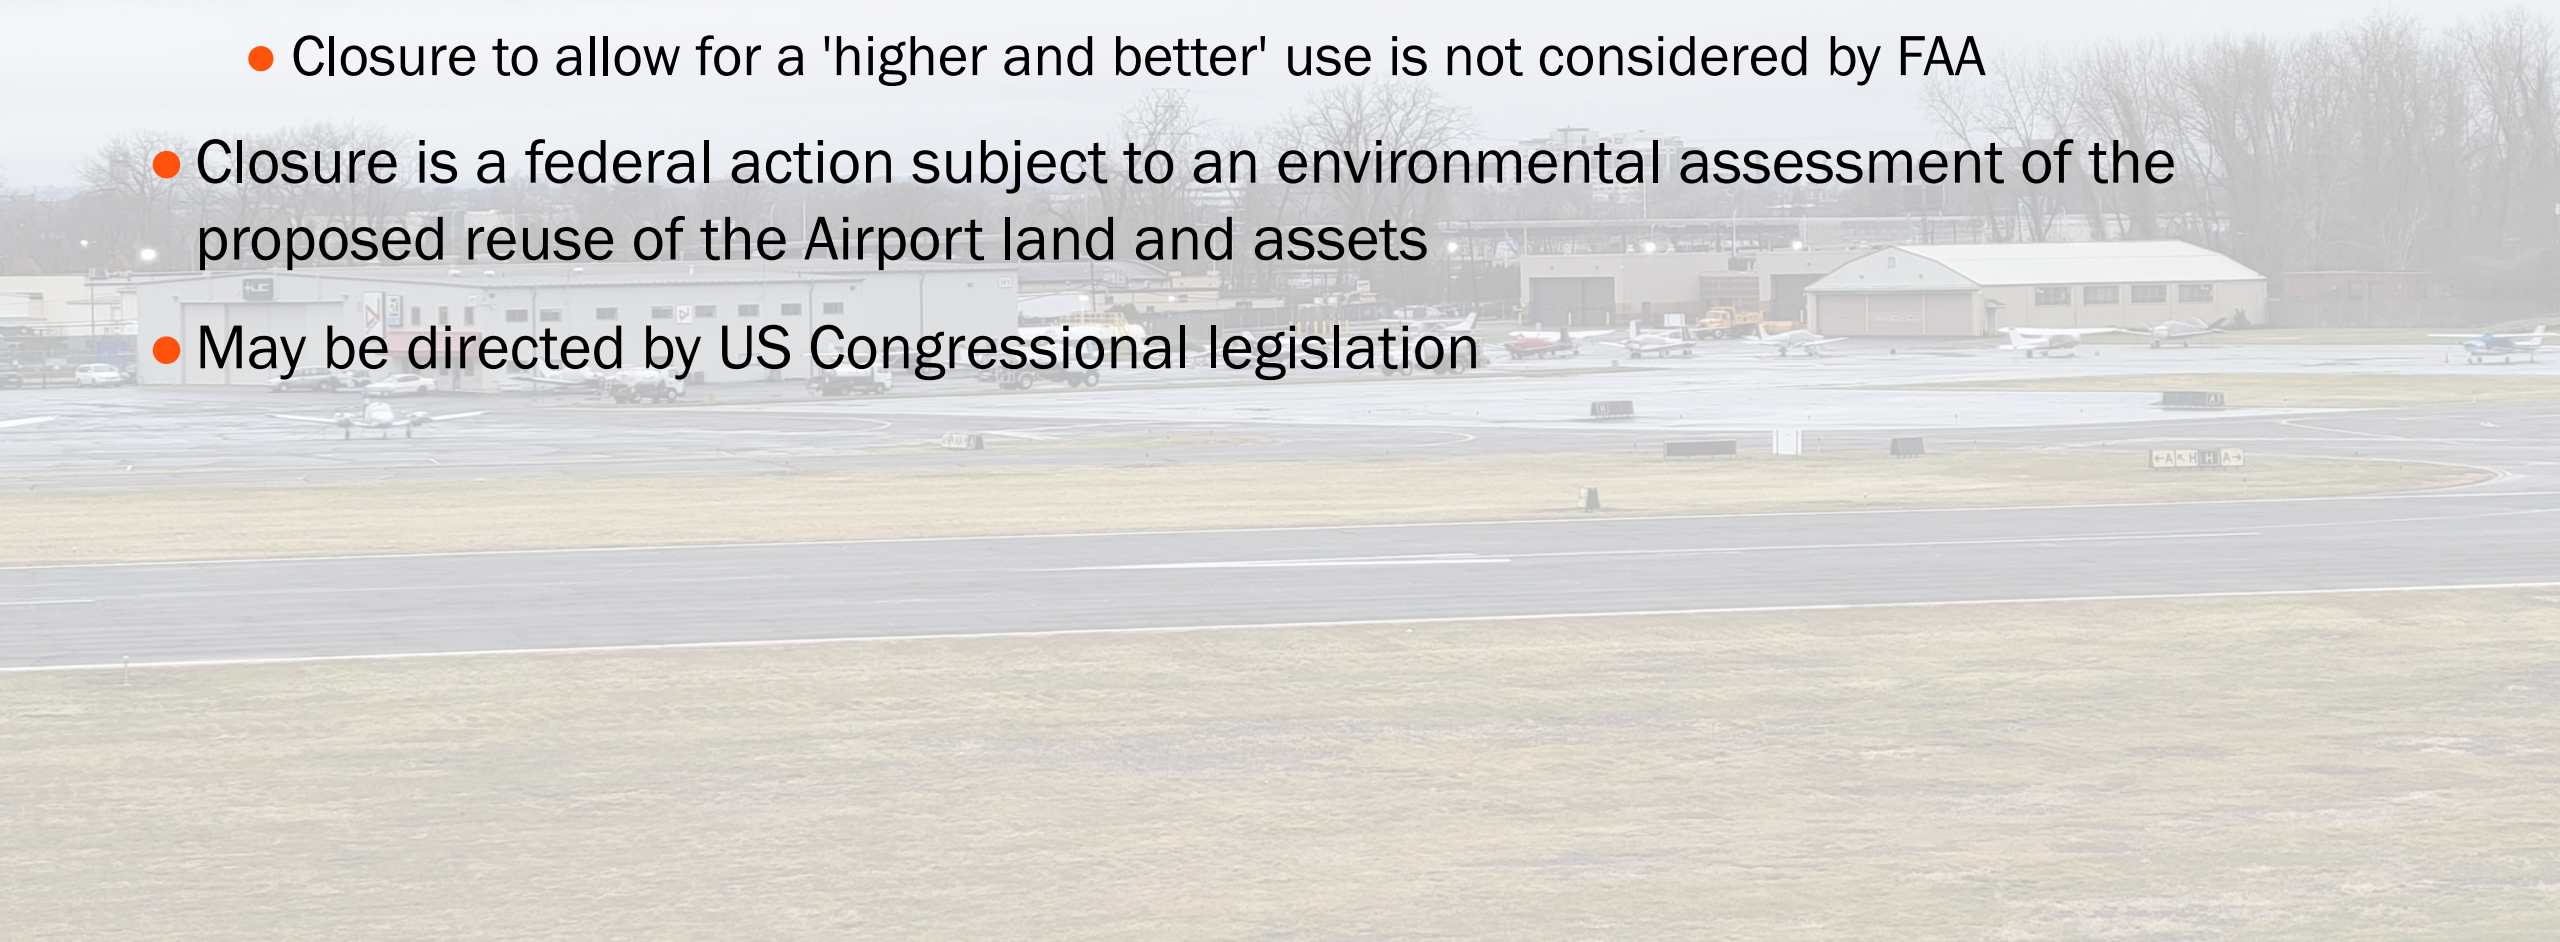 • Closure to allow for a 'higher and better' use is not considered by FAA
• Closure is a federal action subject to an environmental assessment of the
proposed reuse of the Airport land and assets
• May be directed by US Congressional legislation
H1
←A↖H H A→